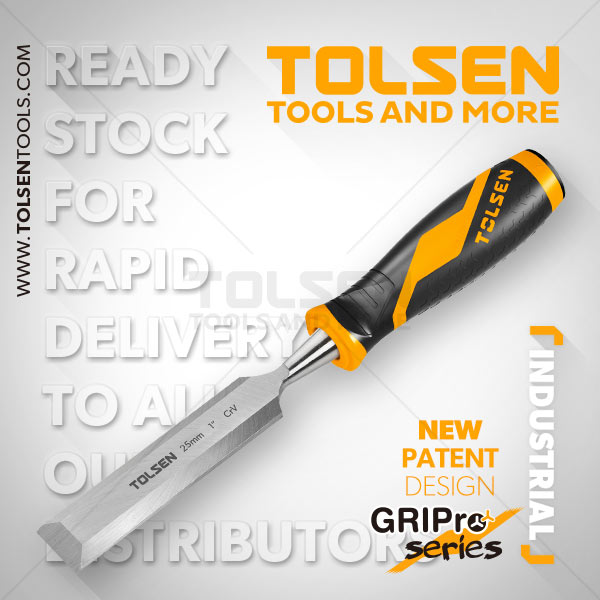 WWW.TOLSENTOOLS.COM
READY
STOCK
FOR
RAPID
DELIVERY
TO ALL
OUR
DISTRIBUTORS
TOLSEN
TOOLS AND MORE
TOLSEN
TOLSEN
TOOLS AND MORE
TOLSEN 25mm 1" CrV
[INDUSTRIAL]
NEW
PATENT
DESIGN
GRIPro
series